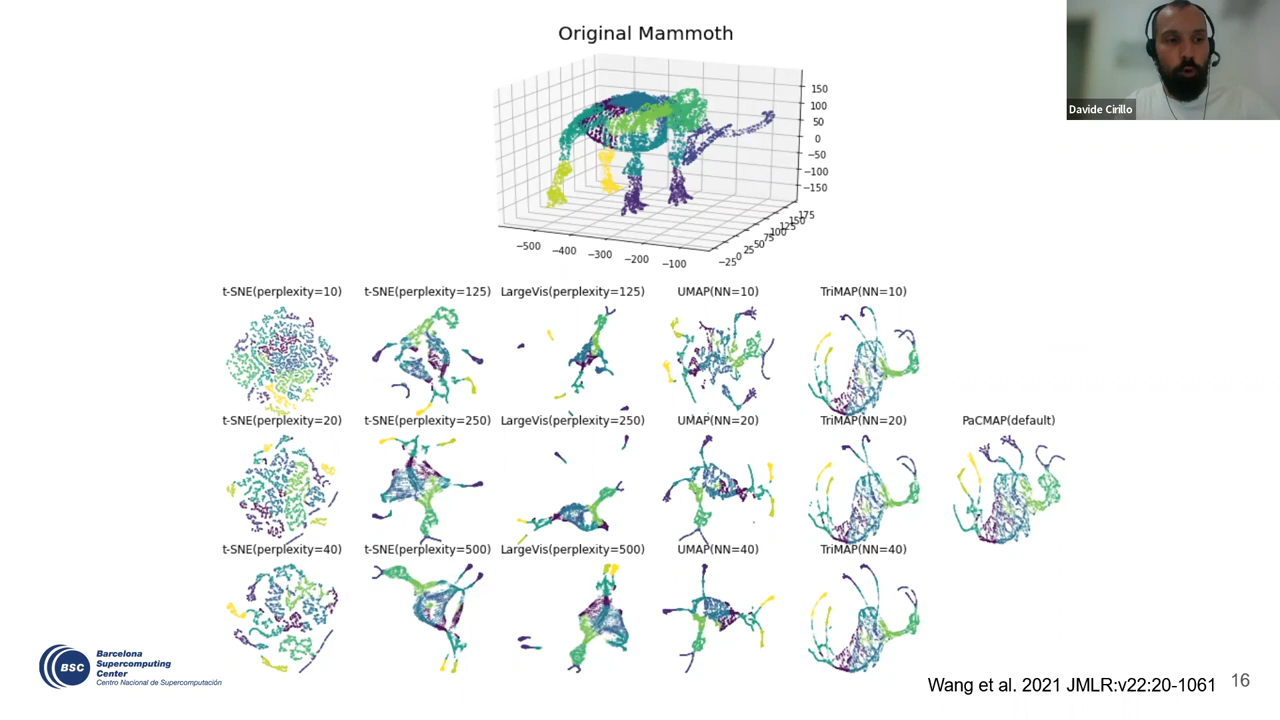 Original Mammoth
150
100
50
0
−50
−100
−150
175
150
125
100
75
50
25
0
−25
−500
−400
−300
−200
−100
Davide Cirillo
t-SNE(perplexity=10) t-SNE(perplexity=125) LargeVis(perplexity=125) UMAP(NN=10) TriMAP(NN=10)
t-SNE(perplexity=20) t-SNE(perplexity=250) LargeVis(perplexity=250) UMAP(NN=20) TriMAP(NN=20) PaCMAP(default)
t-SNE(perplexity=40) t-SNE(perplexity=500) LargeVis(perplexity=500) UMAP(NN=40) TriMAP(NN=40)
BSC
Barcelona
Supercomputing
Center
Centro Nacional de Supercomputación
Wang et al. 2021 JMLR:v22:20-1061 16